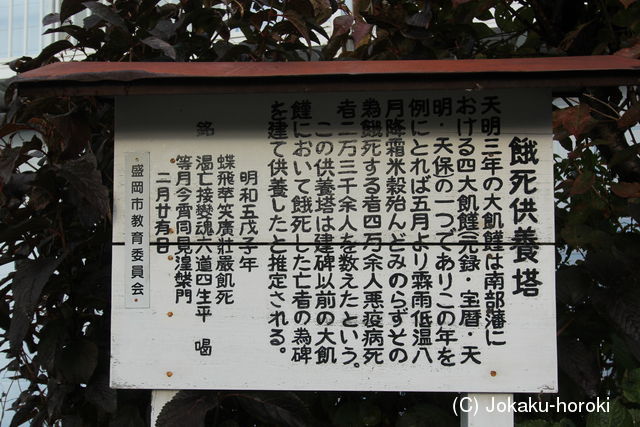 餓死供養塔
天明三年の大飢饉は南部藩に
おける四大飢饉(元録・宝暦・天
明・天保の一つでありこの年を
例にとれば五月より霖雨低温八
月降霜米穀殆んどみのらずその
為餓死する者四万余人悪疫病死
者二万三千余人を数えたという。
この供養塔は建碑以前の大飢
饉において餓死した亡者の為碑
を建て供養したと推定される。
銘
明和五戊子年
蝶飛華笑廣壮嚴飢死
溺亡接變魂六道四生平 喝
等月今宵同見湟槃門
二月廿有日
盛岡市教育委員会
(C) Jokaku-horoki